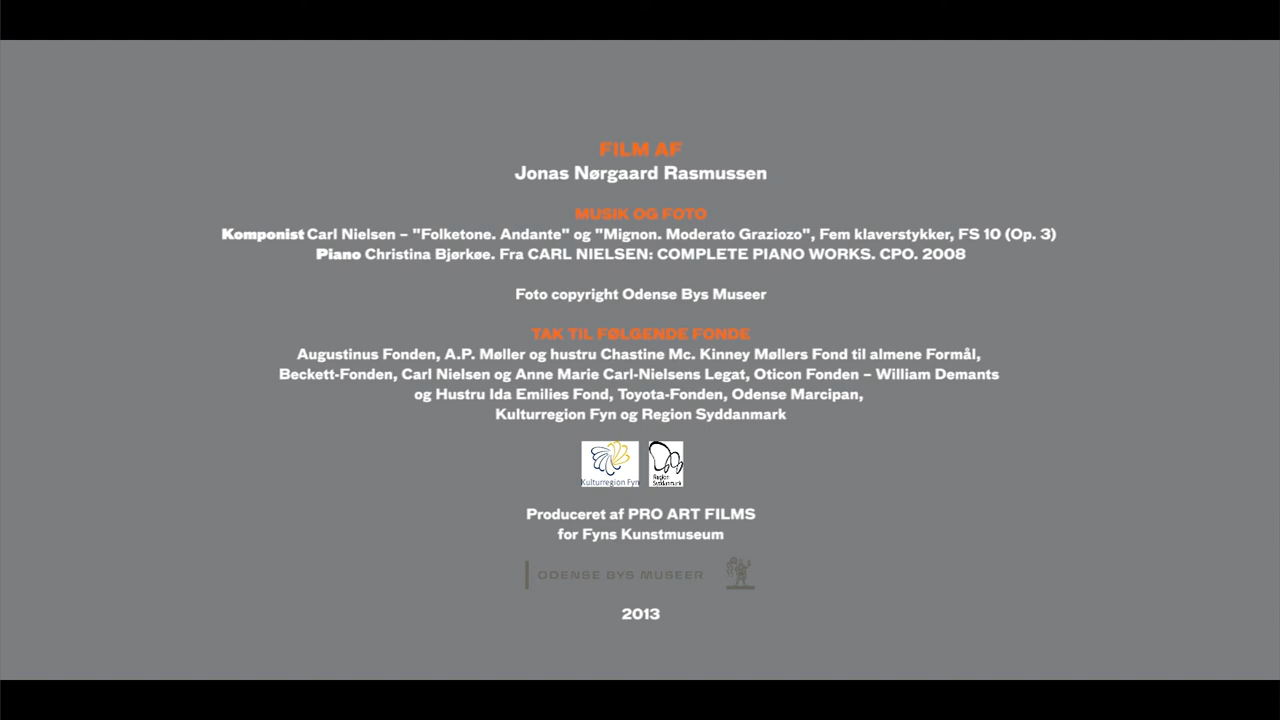 FILM AF
Jonas Nørgaard Rasmussen
MUSIK OG FOTO
Komponist Carl Nielsen – "Folketone. Andante" og "Mignon. Moderato Graziozo", Fem klaverstykker, FS 10 (Op. 3)
Piano Christina Bjørkøe. Fra CARL NIELSEN: COMPLETE PIANO WORKS. CPO. 2008
Foto copyright Odense Bys Museer
TAK TIL FØLGENDE FONDE
Augustinus Fonden, A.P. Møller og hustru Chastine Mc. Kinney Møllers Fond til almene Formål,
Beckett-Fonden, Carl Nielsen og Anne Marie Carl-Nielsens Legat, Oticon Fonden – William Demants
og Hustru Ida Emilies Fond, Toyota-Fonden, Odense Marcipan,
Kulturregion Fyn og Region Syddanmark
Kulturregion Fyn
Region
Syddanmark
Produceret af PRO ART FILMS
for Fyns Kunstmuseum
ODENSE BYS MUSEER
2013